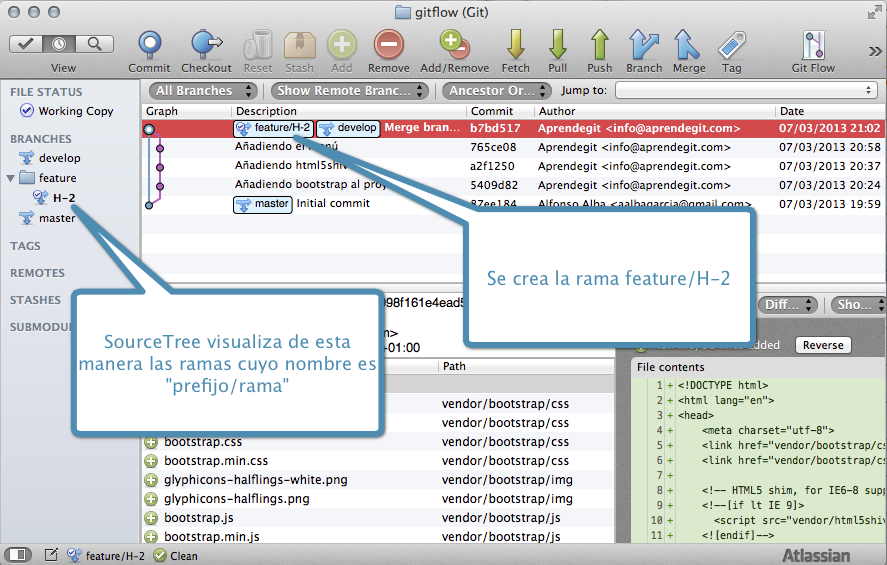 gitflow (Git)
View Commit Checkout Reset Stash Add Remove Add/Remove Fetch Pull Push Branch Merge Tag Git Flow
All Branches Show Remote Branc... Ancestor Or... Jump to:
FILE STATUS
Working Copy
BRANCHES
develop
feature
H-2
master
TAGS
REMOTES
STASHES
SUBMODU
Graph Description Commit Author Date
feature/H-2 develop Merge bran... b7bd517 Aprendegit <info@aprendegit.com> 07/03/2013 21:02
Añadiendo el menú 765ce08 Aprendegit <info@aprendegit.com> 07/03/2013 20:58
Añadiendo html5shiv a2f1250 Aprendegit <info@aprendegit.com> 07/03/2013 20:37
Añadiendo bootstrap al proy 5409d82 Aprendegit <info@aprendegit.com> 07/03/2013 20:24
master Initial commit 87ee184 Alfonso Alba <aalbagarcia@gmail.com> 07/03/2013 19:59
Se crea la rama feature/H-2
SourceTree visualiza de esta
manera las ramas cuyo nombre es
"prefijo/rama"
098f161e4ead5
-01:00
Diff... Sho...
added Reverse
Path
vendor/bootstrap/css
vendor/bootstrap/css
bootstrap.css vendor/bootstrap/css
bootstrap.min.css vendor/bootstrap/css
glyphicons-halflings-white.png vendor/bootstrap/img
glyphicons-halflings.png vendor/bootstrap/img
bootstrap.js vendor/bootstrap/js
bootstrap.min.js vendor/bootstrap/js
File contents
1 + <!DOCTYPE html>
2 + <html lang="en">
3 + <head>
4 + <meta charset="utf-8">
5 + <link href="vendor/bootstrap/cs
6 + <link href="vendor/bootstrap/cs
7 +
8 + <!-- HTML5 shim, for IE6-8 supp
9 + <!--[if lt IE 9]>
10 + <script src="vendor/html5shiv
11 + <![endif]-->
feature/H-2 Clean
Atlassian